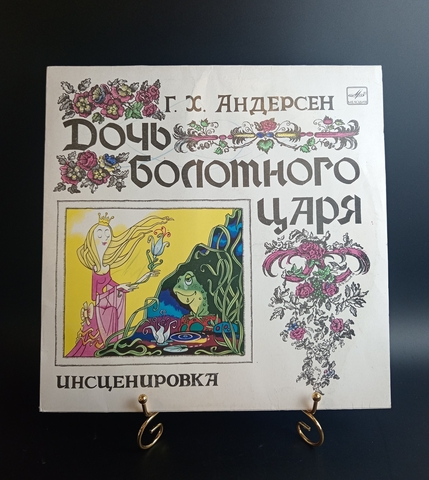 Г. Х. Андерсен
Дочь
болотного
царя
инсценировка